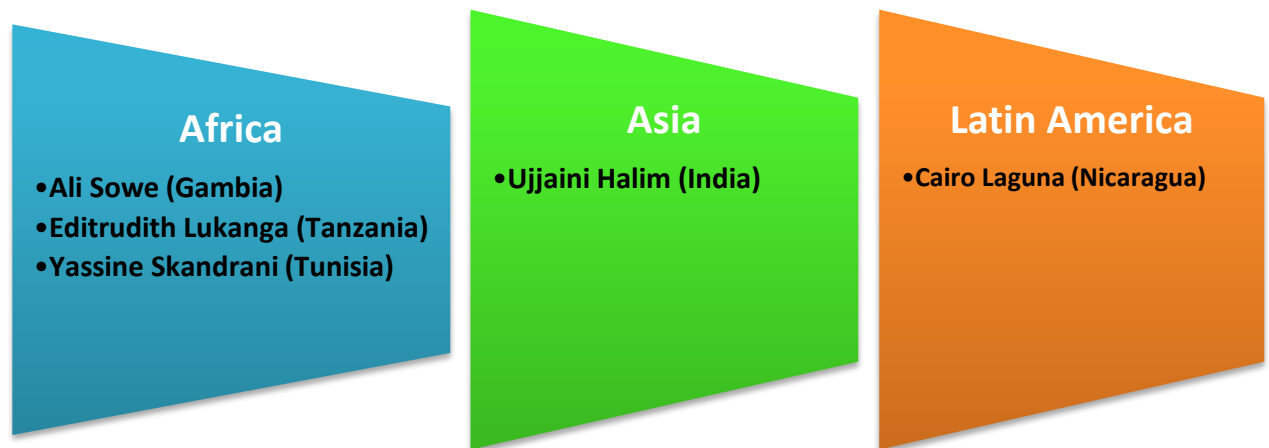 Africa
•Ali Sowe (Gambia)
•Editrudith Lukanga (Tanzania)
•Yassine Skandrani (Tunisia)
Asia
•Ujjaini Halim (India)
Latin America
•Cairo Laguna (Nicaragua)